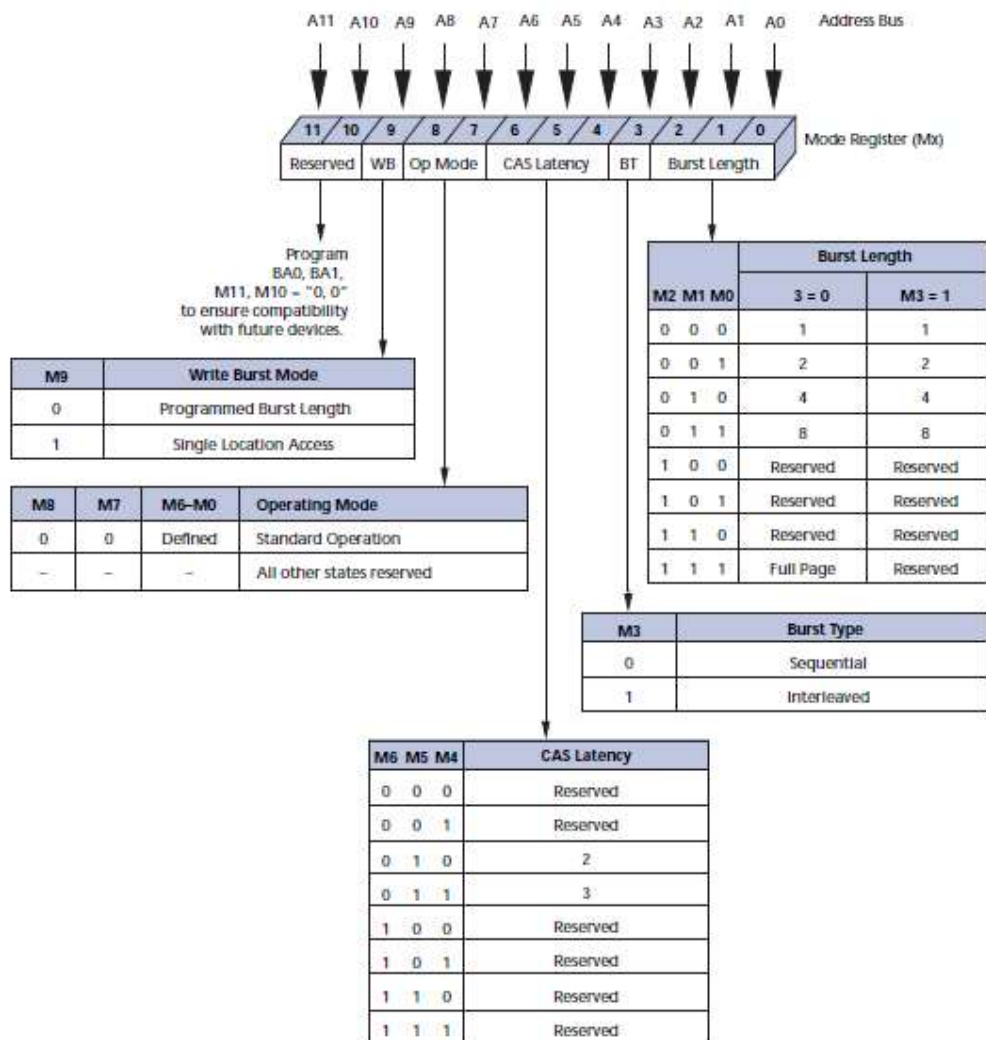 A11 A10 A9 A8 A7 A6 A5 A4 A3 A2 A1 A0 Address Bus
11 10 9 8 7 6 5 4 3 2 1 0
Mode Register (Mx)
Reserved WB Op Mode CAS Latency BT Burst Length
Program
BA0, BA1,
M11, M10 = "0, 0"
to ensure compatibility
with future devices.
Burst Length
M2 M1 M0 3 = 0 M3 = 1
0 0 0 1 1
0 0 1 2 2
0 1 0 4 4
0 1 1 8 8
1 0 0 Reserved Reserved
1 0 1 Reserved Reserved
1 1 0 Reserved Reserved
1 1 1 Full Page Reserved
M9 Write Burst Mode
0 Programmed Burst Length
1 Single Location Access
M8 M7 M6–M0 Operating Mode
0 0 Defined Standard Operation
– – – All other states reserved
M3 Burst Type
0 Sequential
1 Interleaved
M6 M5 M4 CAS Latency
0 0 0 Reserved
0 0 1 Reserved
0 1 0 2
0 1 1 3
1 0 0 Reserved
1 0 1 Reserved
1 1 0 Reserved
1 1 1 Reserved